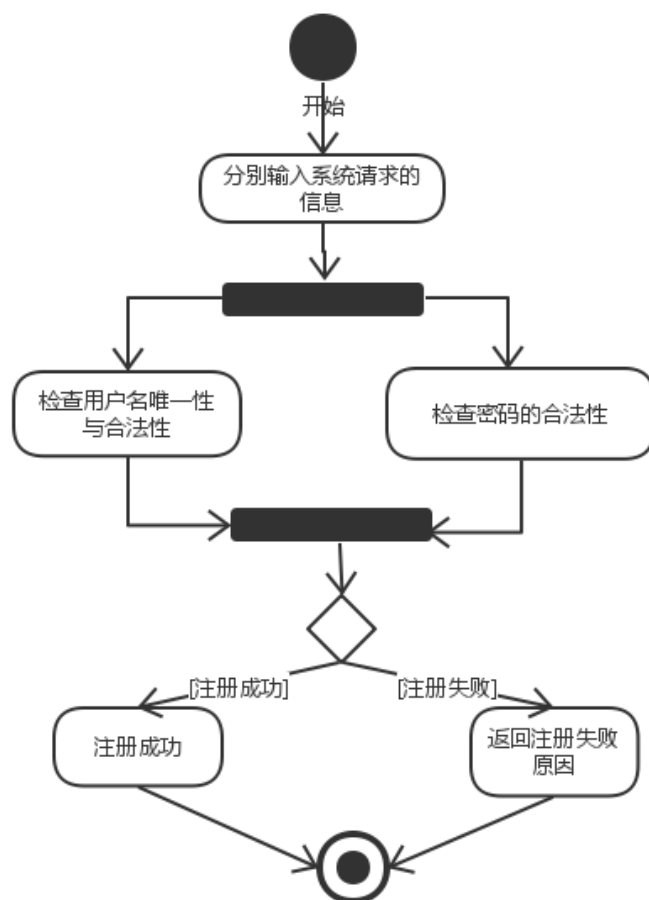 开始
分别输入系统请求的
信息
检查用户名唯一性
与合法性
检查密码的合法性
[注册成功]
[注册失败]
注册成功
返回注册失败
原因